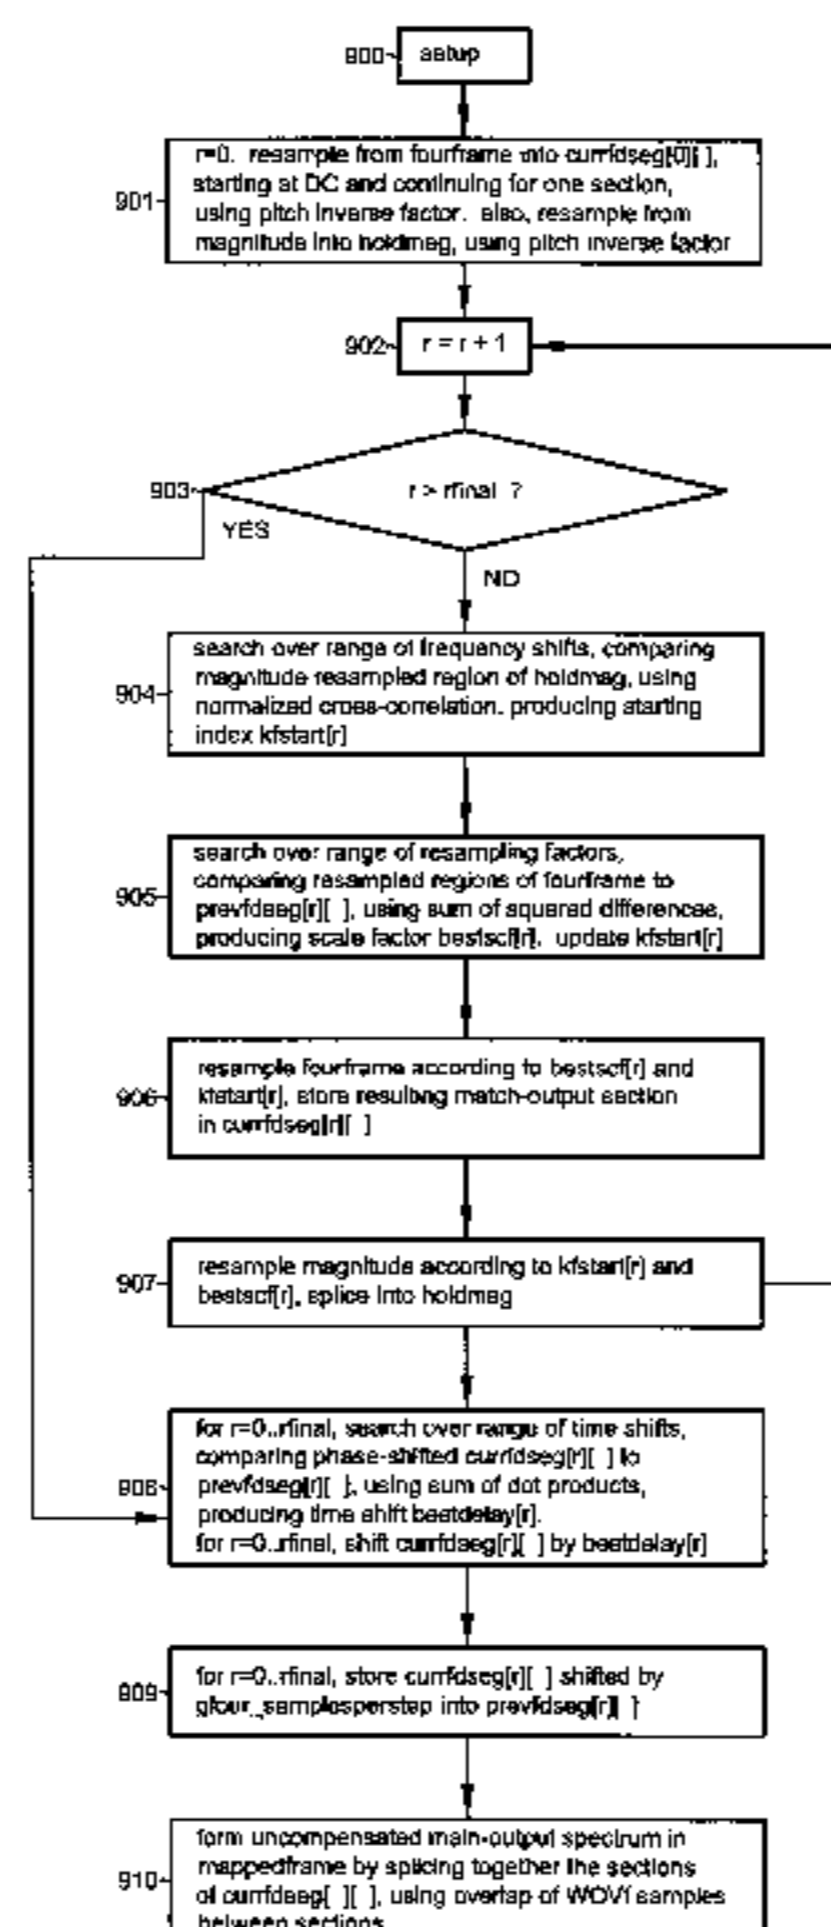 900
setup
901
r=0. resample from fourframe into currfdseg[0][ ],
starting at DC and continuing for one section,
using pitch inverse factor. also, resample from
magnitude into holdmag, using pitch inverse factor
902
r = r + 1
903
r > rfinal ?
YES
NO
904
search over range of frequency shifts, comparing
magnitude resampled region of holdmag, using
normalized cross-correlation. producing starting
index kfstart[r]
905
search over range of resampling factors,
comparing resampled regions of fourframe to
prevfdseg[r][ ], using sum of squared differences,
producing scale factor bestscf[r]. update kfstart[r]
906
resample fourframe according to bestscf[r] and
kfstart[r], store resulting match-output section
in currfdseg[r][ ]
907
resample magnitude according to kfstart[r] and
bestscf[r], splice into holdmag
908
for r=0..rfinal, search over range of time shifts,
comparing phase-shifted currfdseg[r][ ] to
prevfdseg[r][ ], using sum of dot products,
producing time shift bestdelay[r].
for r=0..rfinal, shift currfdseg[r][ ] by bestdelay[r]
909
for r=0..rfinal, store currfdseg[r][ ] shifted by
gfour_samplesperstep into prevfdseg[r][ ]
910
form uncompensated main-output spectrum in
mappedframe by splicing together the sections
of currfdseg[ ][ ], using overlap of WOVf samples
between sections